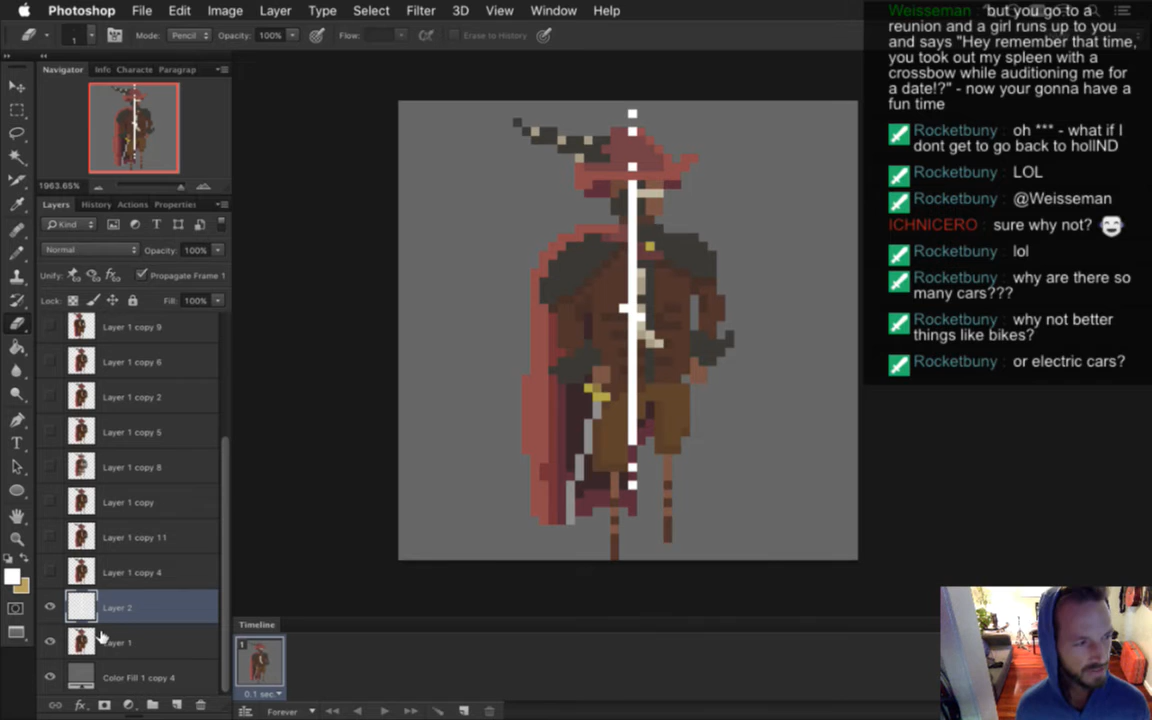 Photoshop File Edit Image Layer Type Select Filter 3D View Window Help
1 Mode: Pencil Opacity: 100% Flow: Erase to History
Navigator Info Characte Paragrap
1963.65%
Layers History Actions Properties
Kind
Normal Opacity: 100%
Unify: Propagate Frame 1
Lock: Fill: 100%
Layer 1 copy 9
Layer 1 copy 6
Layer 1 copy 2
Layer 1 copy 5
Layer 1 copy 8
Layer 1 copy
Layer 1 copy 11
Layer 1 copy 4
Layer 2
Layer 1
Color Fill 1 copy 4
Timeline
1
0.1 sec.
Forever
Weisseman : but you go to a
reunion and a girl runs up to you
and says "Hey remember that time,
you took out my spleen with a
crossbow while auditioning me for
a date!?" - now your gonna have a
fun time
Rocketbuny : oh *** - what if I
dont get to go back to hollND
Rocketbuny : LOL
Rocketbuny : @Weisseman
ICHNICERO : sure why not?
Rocketbuny : lol
Rocketbuny : why are there so
many cars???
Rocketbuny : why not better
things like bikes?
Rocketbuny : or electric cars?